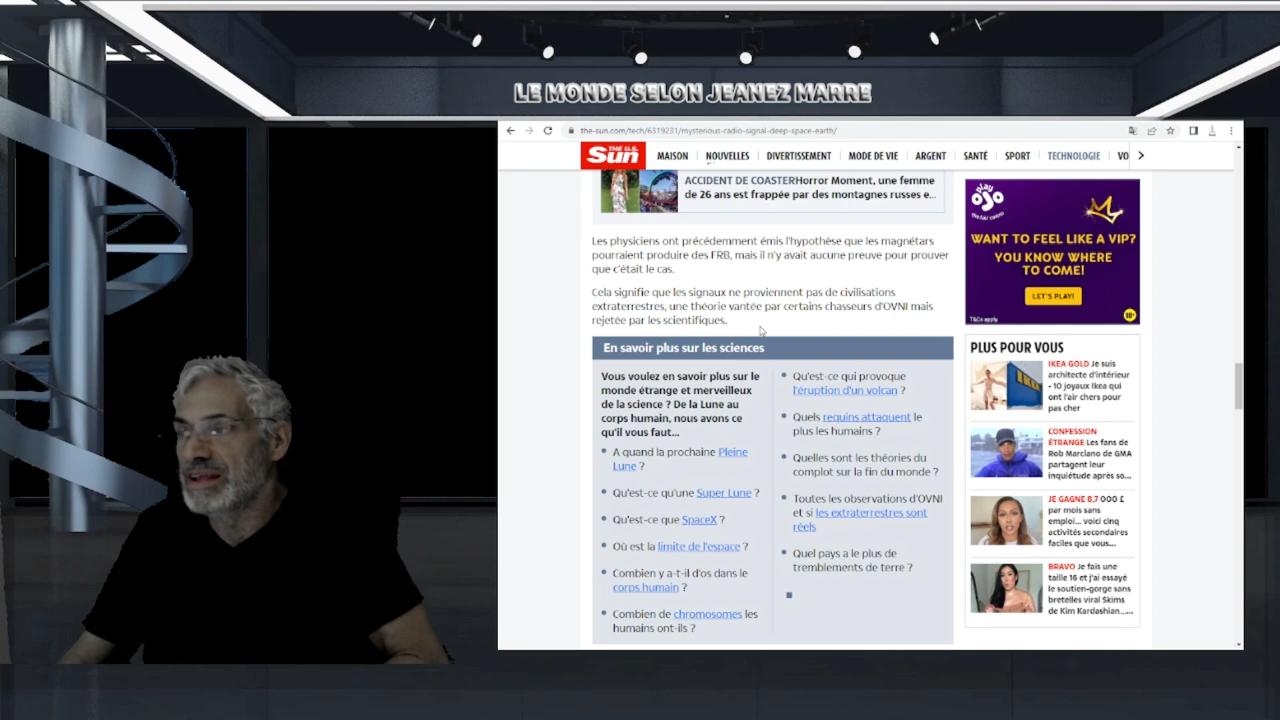 LE MONDE SELON JEANEZ MARRE
the-sun.com/tech/6319231/mysterious-radio-signal-deep-space-earth/
THE U.S. Sun
MAISON NOUVELLES DIVERTISSEMENT MODE DE VIE ARGENT SANTÉ SPORT TECHNOLOGIE VO
ACCIDENT DE COASTERHorror Moment, une femme
de 26 ans est frappée par des montagnes russes e...
Les physiciens ont précédemment émis l'hypothèse que les magnétars
pourraient produire des FRB, mais il n'y avait aucune preuve pour prouver
que c'était le cas.
Cela signifie que les signaux ne proviennent pas de civilisations
extraterrestres, une théorie vantée par certains chasseurs d'OVNI mais
rejetée par les scientifiques.
En savoir plus sur les sciences
Vous voulez en savoir plus sur le
monde étrange et merveilleux
de la science ? De la Lune au
corps humain, nous avons ce
qu'il vous faut...
A quand la prochaine Pleine
Lune ?
Qu'est-ce qu'une Super Lune ?
Qu'est-ce que SpaceX ?
Où est la limite de l'espace ?
Combien y a-t-il d'os dans le
corps humain ?
Combien de chromosomes les
humains ont-ils ?
Qu'est-ce qui provoque
l'éruption d'un volcan ?
Quels requins attaquent le
plus les humains ?
Quelles sont les théories du
complot sur la fin du monde ?
Toutes les observations d'OVNI
et si les extraterrestres sont
réels
Quel pays a le plus de
tremblements de terre ?
play
OJO
the fair casino
WANT TO FEEL LIKE A VIP?
YOU KNOW WHERE
TO COME!
LET'S PLAY!
T&Cs apply
18+
PLUS POUR VOUS
IKEA GOLD Je suis
architecte d'intérieur
- 10 joyaux Ikea qui
ont l'air chers pour
pas cher
CONFESSION
ÉTRANGE Les fans de
Rob Marciano de GMA
partagent leur
inquiétude après so...
JE GAGNE 8,7 000 £
par mois sans
emploi... voici cinq
activités secondaires
faciles que vous...
BRAVO Je fais une
taille 16 et j'ai essayé
le soutien-gorge sans
bretelles viral Skims
de Kim Kardashian......